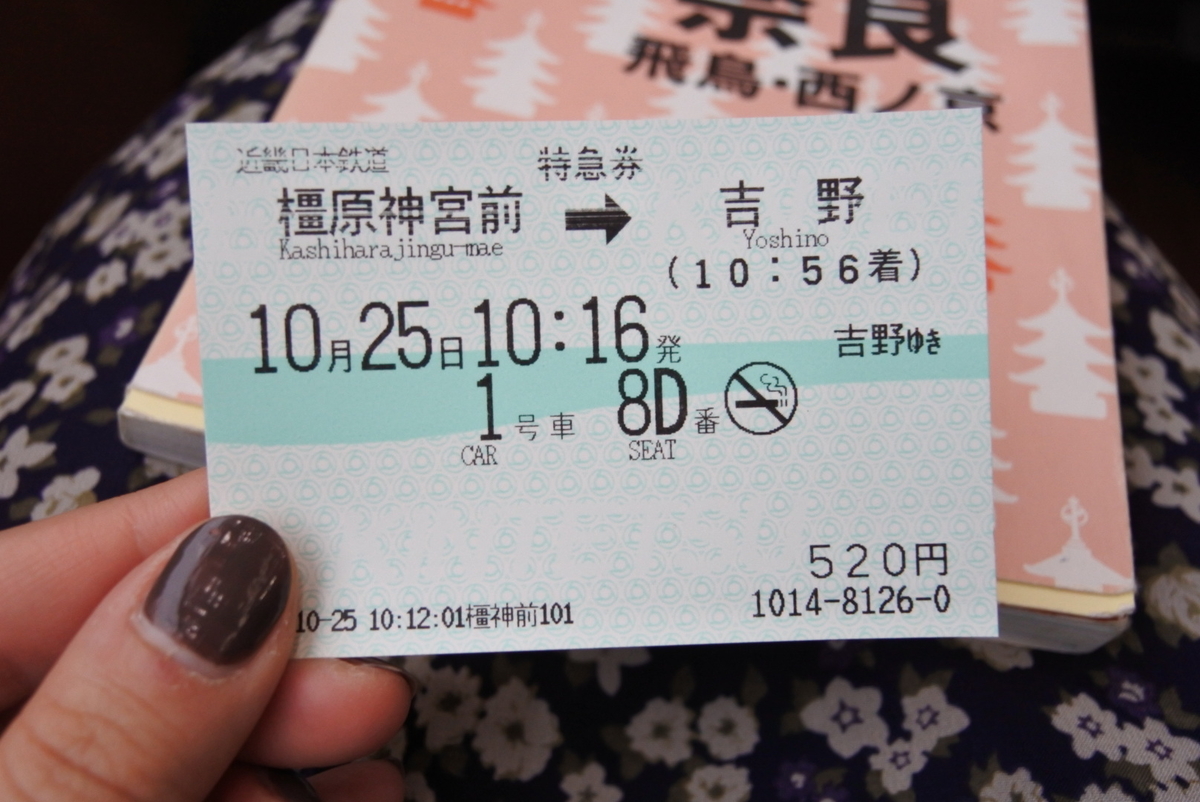 奈良
飛鳥・西ノ京
近畿日本鉄道 特急券
橿原神宮前 ➡ 吉 野
Kashiharajingu-mae Yoshino
(10:56着)
10月25日10:16発 吉野ゆき
1号車 8D番
CAR SEAT
520円
1014-8126-0
10-25 10:12:01橿神前101